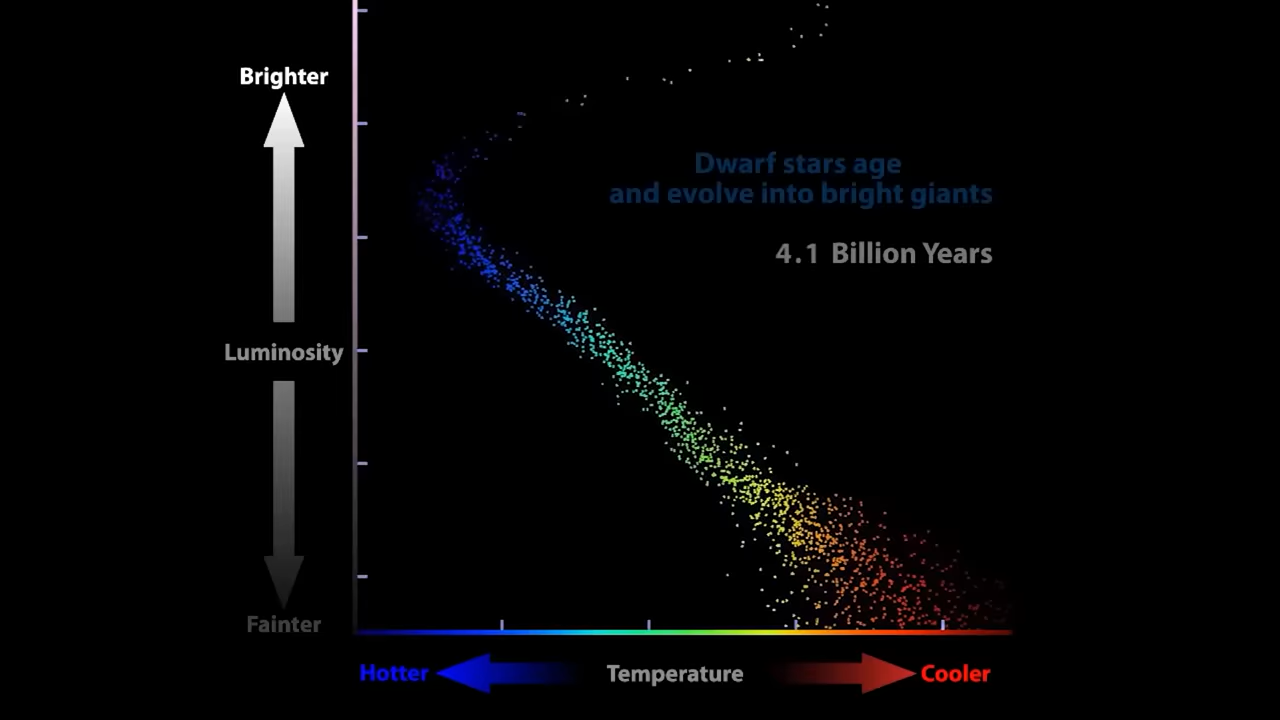 Brighter
Dwarf stars age
and evolve into bright giants
4.1 Billion Years
Luminosity
Fainter
Hotter
Temperature
Cooler